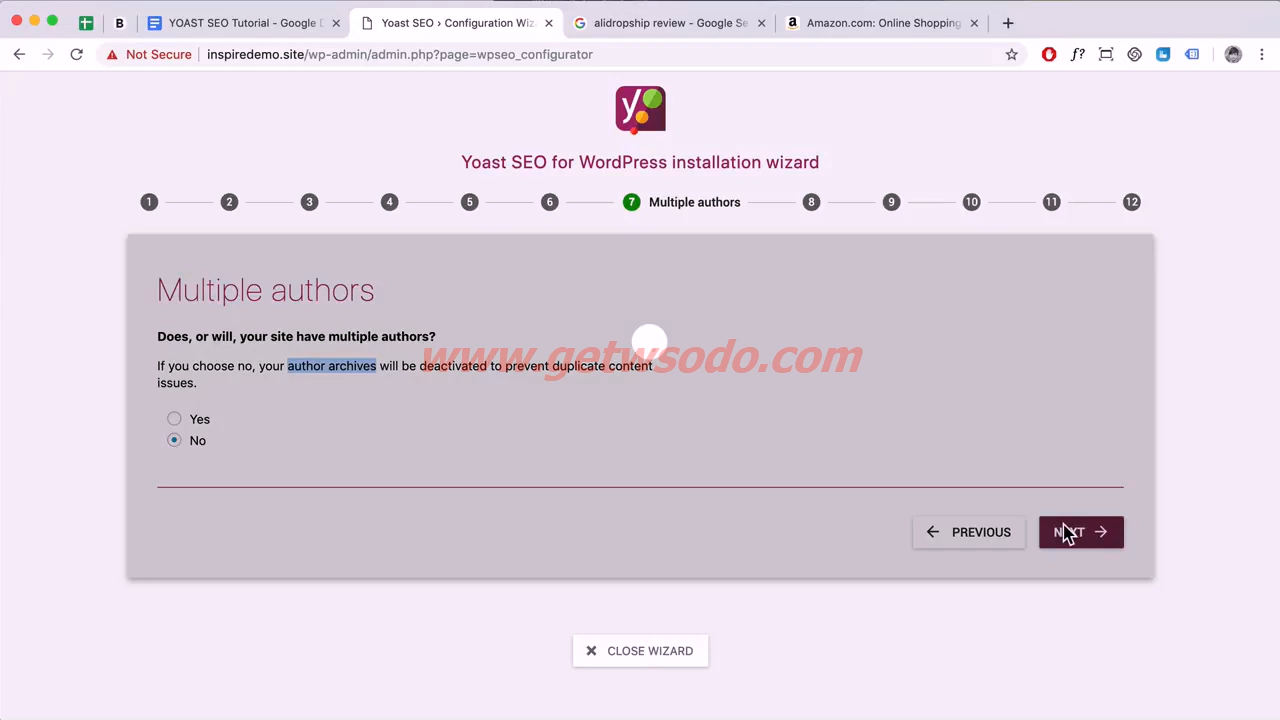 YOAST SEO Tutorial - Google D
Yoast SEO › Configuration Wiz
alidropship review - Google Se
Amazon.com: Online Shopping
Not Secure
inspiredemo.site/wp-admin/admin.php?page=wpseo_configurator
Yoast SEO for WordPress installation wizard
1 2 3 4 5 6 7 Multiple authors 8 9 10 11 12
Multiple authors
Does, or will, your site have multiple authors?
If you choose no, your author archives will be deactivated to prevent duplicate content
issues.
www.getwsodo.com
Yes
No
PREVIOUS
NEXT
CLOSE WIZARD